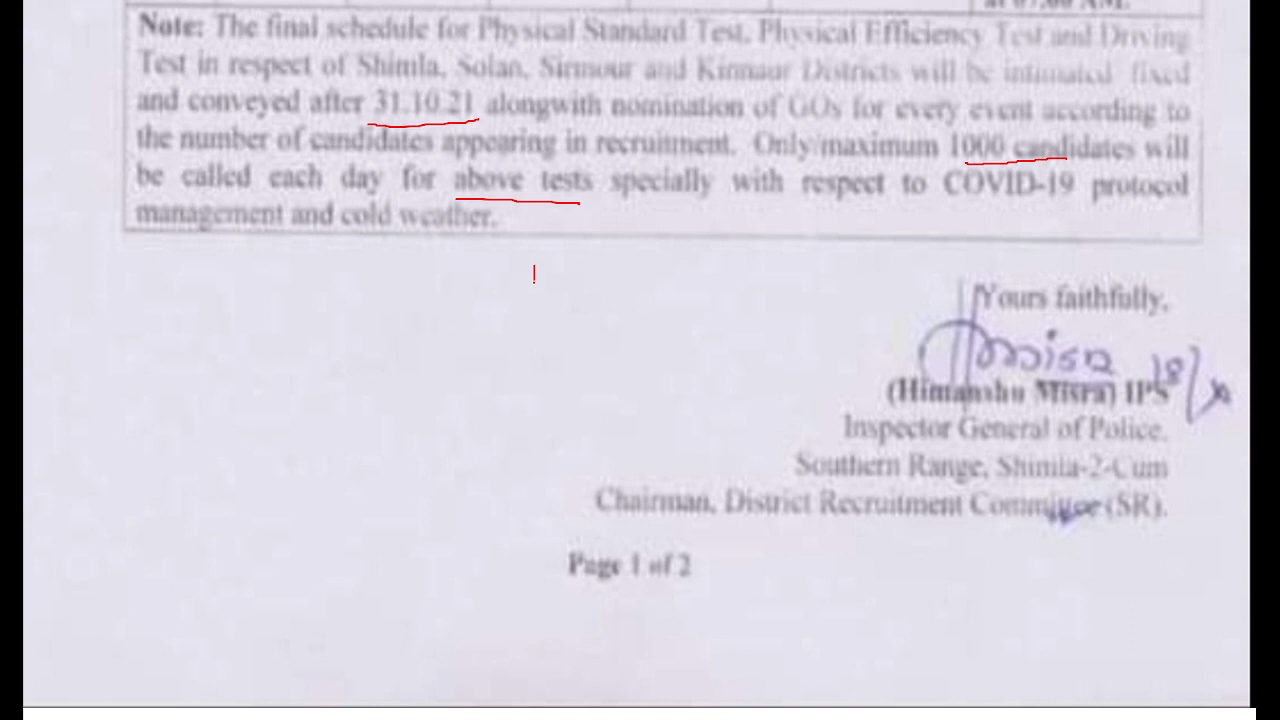 at 07.00 AM.
Note: The final schedule for Physical Standard Test, Physical Efficiency Test and Driving
Test in respect of Shimla, Solan, Sirmour and Kinnaur Districts will be intimated fixed
and conveyed after 31.10.21 alongwith nomination of GOs for every event according to
the number of candidates appearing in recruitment. Only maximum 1000 candidates will
be called each day for above tests specially with respect to COVID-19 protocol
management and cold weather.
Yours faithfully,
(Himanshu Misra) IPS
Inspector General of Police,
Southern Range, Shimla-2-Cum
Chairman, District Recruitment Committee (SR).
Page 1 of 2